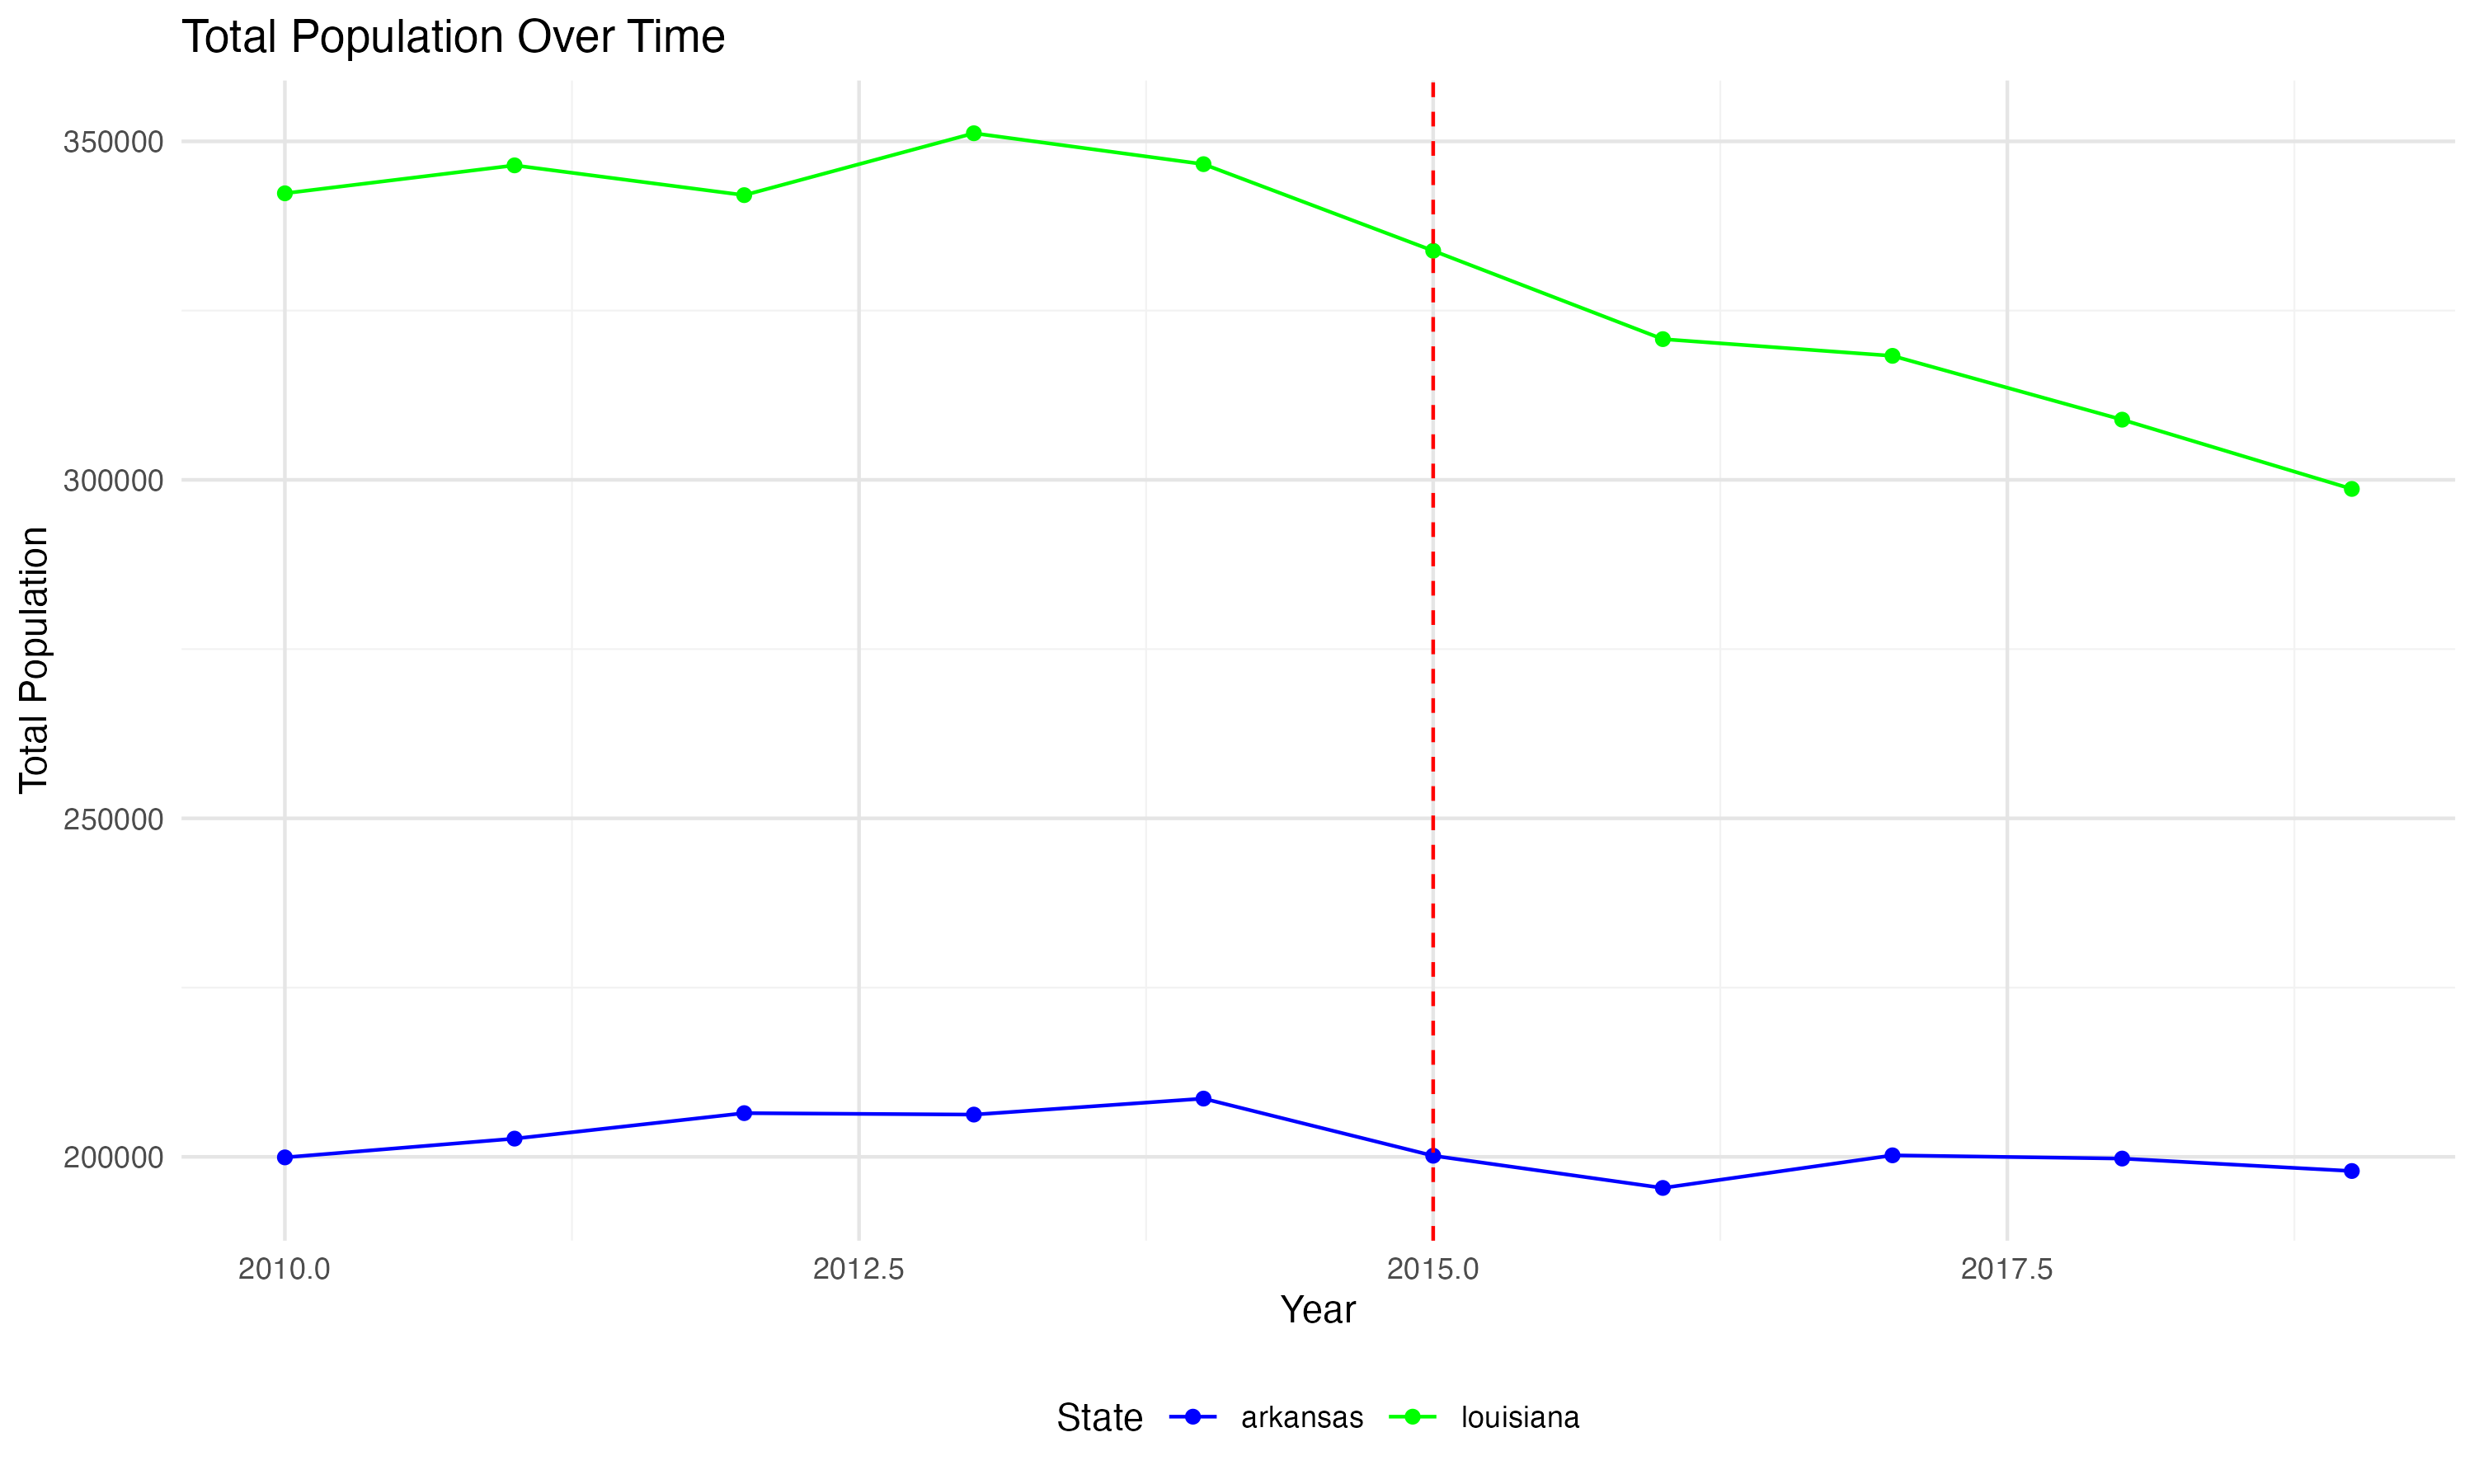 Total Population Over Time
350000
300000
250000
200000
Total Population
2010.0 2012.5 2015.0 2017.5
Year
State arkansas louisiana